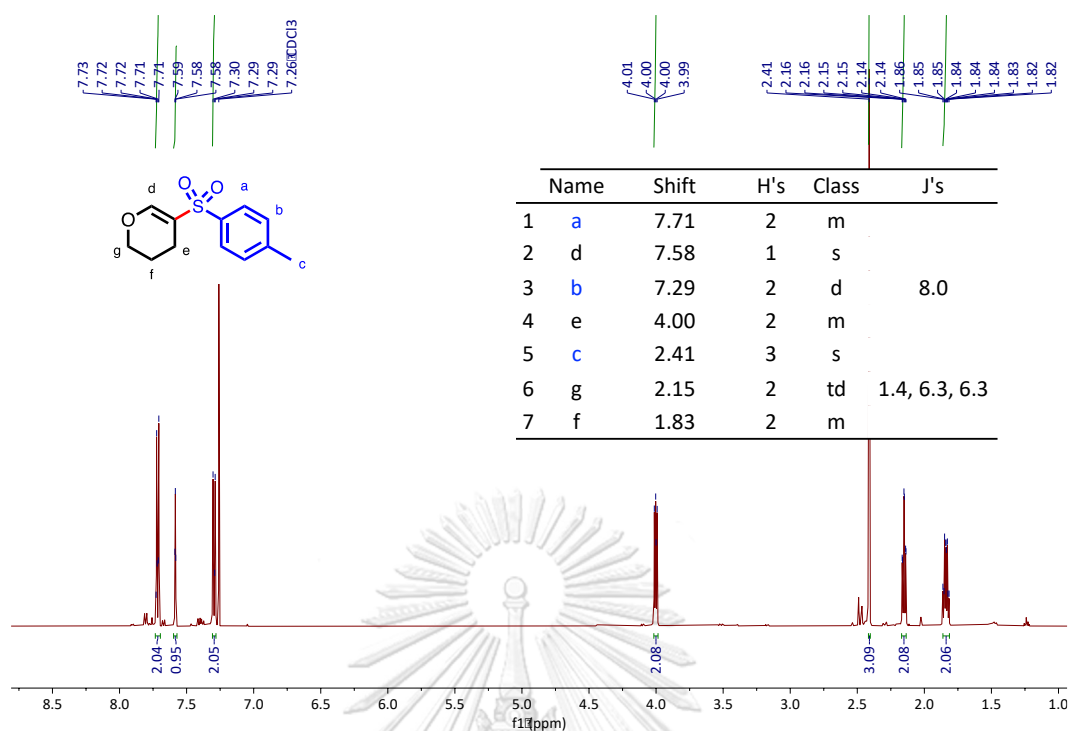 7.73 7.72 7.72 7.71 7.71 7.59 7.58 7.58 7.30 7.29 7.29 7.26 CDCl3 4.01 4.00 4.00 3.99 2.41 2.16 2.16 2.15 2.15 2.14 2.14 1.86 1.85 1.85 1.84 1.84 1.84 1.83 1.82 1.82
d O O a
S b
O
g e
f c
Name Shift H's Class J's
1 a 7.71 2 m
2 d 7.58 1 s
3 b 7.29 2 d 8.0
4 e 4.00 2 m
5 c 2.41 3 s
6 g 2.15 2 td 1.4, 6.3, 6.3
7 f 1.83 2 m
2.04 0.95 2.05 2.08 3.09 2.08 2.06
8.5 8.0 7.5 7.0 6.5 6.0 5.5 5.0 4.5 4.0 3.5 3.0 2.5 2.0 1.5 1.0
f1 (ppm)